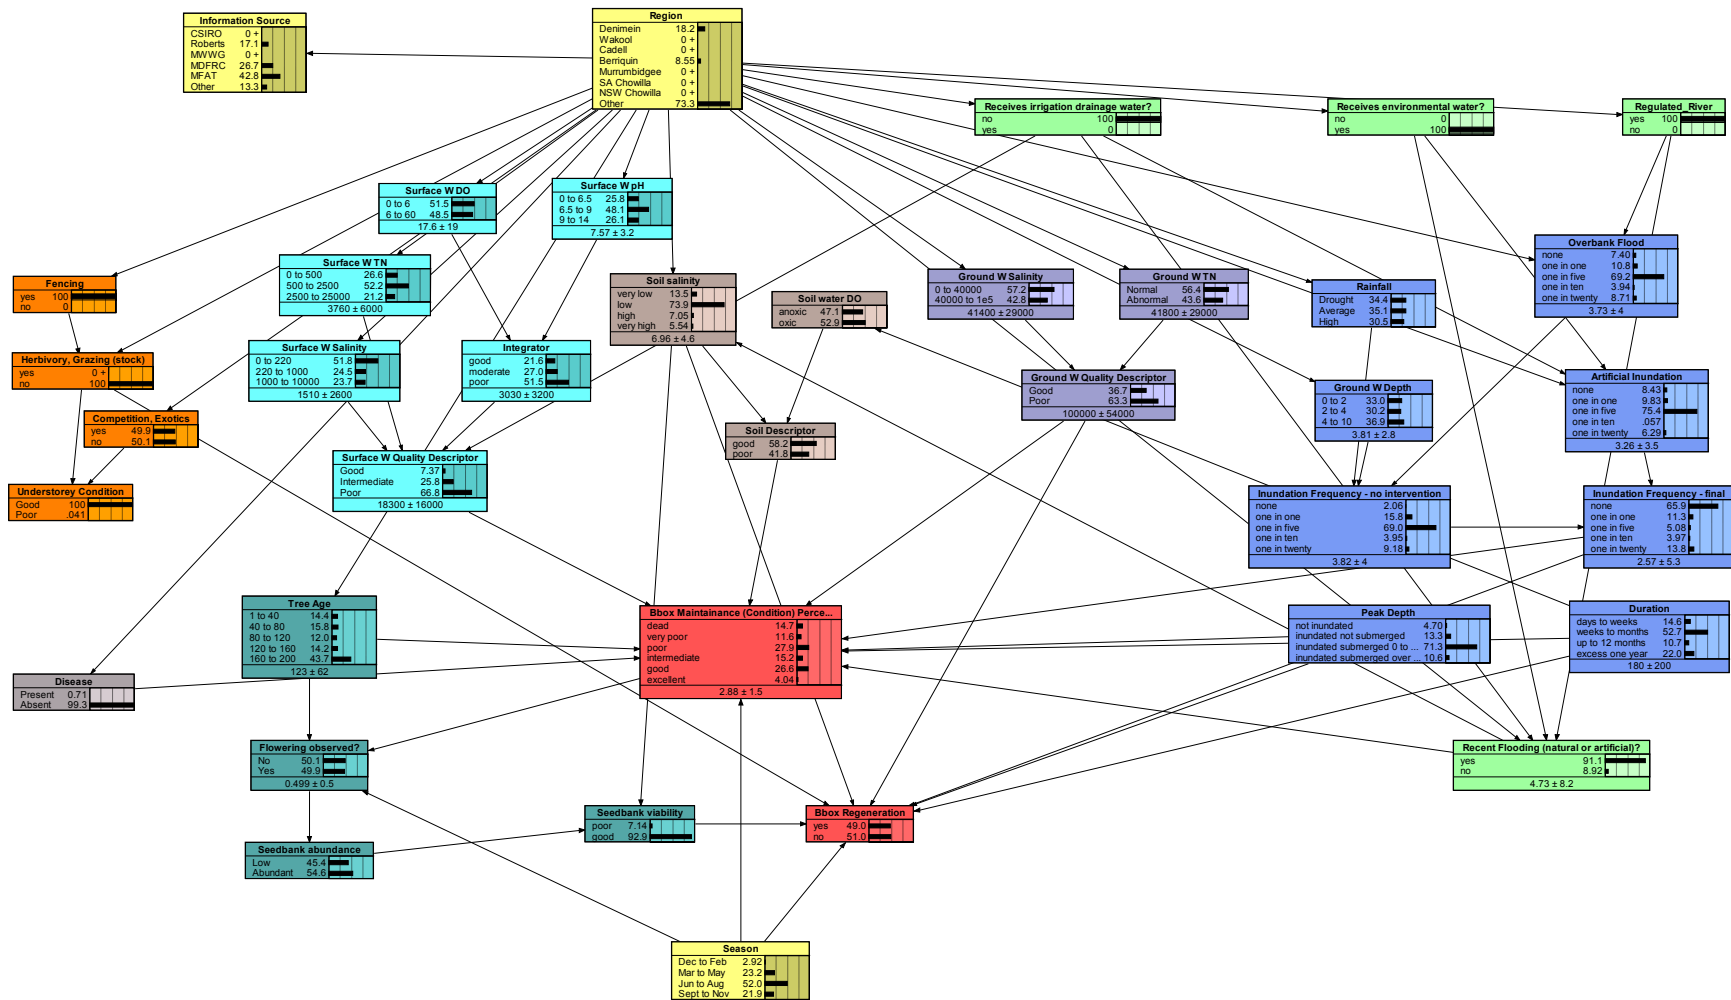 Information Source
CSIRO 0 +
Roberts 17.1
MWWG 0 +
MDFRC 26.7
MFAT 42.8
Other 13.3
Region
Denimein 18.2
Wakool 0 +
Cadell 0 +
Berriquin 8.55
Murrumbidgee 0 +
SA Chowilla 0 +
NSW Chowilla 0 +
Other 73.3
Receives irrigation drainage water?
no 100
yes 0
Receives environmental water?
no 0
yes 100
Regulated_River
yes 100
no 0
Surface W DO
0 to 6 51.5
6 to 60 48.5
17.6 ± 19
Surface W pH
0 to 6.5 25.8
6.5 to 9 48.1
9 to 14 26.1
7.57 ± 3.2
Overbank Flood
none 7.40
one in one 10.8
one in five 69.2
one in ten 3.94
one in twenty 8.71
3.73 ± 4
Surface W TN
0 to 500 26.6
500 to 2500 52.2
2500 to 25000 21.2
3760 ± 6000
Fencing
yes 100
no 0
Soil salinity
very low 13.5
low 73.9
high 7.05
very high 5.54
6.96 ± 4.6
Soil water DO
anoxic 47.1
oxic 52.9
Ground W Salinity
0 to 40000 57.2
40000 to 1e5 42.8
41400 ± 29000
Ground W TN
Normal 56.4
Abnormal 43.6
41800 ± 29000
Rainfall
Drought 34.4
Average 35.1
High 30.5
Herbivory, Grazing (stock)
yes 0 +
no 100
Surface W Salinity
0 to 220 51.8
220 to 1000 24.5
1000 to 10000 23.7
1510 ± 2600
Integrator
good 21.6
moderate 27.0
poor 51.5
3030 ± 3200
Ground W Quality Descriptor
Good 36.7
Poor 63.3
100000 ± 54000
Ground W Depth
0 to 2 33.0
2 to 4 30.2
4 to 10 36.9
3.81 ± 2.8
Artificial Inundation
none 8.43
one in one 9.83
one in five 75.4
one in ten .057
one in twenty 6.29
3.26 ± 3.5
Competition, Exotics
yes 49.9
no 50.1
Soil Descriptor
good 58.2
poor 41.8
Surface W Quality Descriptor
Good 7.37
Intermediate 25.8
Poor 66.8
18300 ± 16000
Understorey Condition
Good 100
Poor .041
Inundation Frequency - no intervention
none 2.06
one in one 15.8
one in five 69.0
one in ten 3.95
one in twenty 9.18
3.82 ± 4
Inundation Frequency - final
none 65.9
one in one 11.3
one in five 5.08
one in ten 3.97
one in twenty 13.8
2.57 ± 5.3
Tree Age
1 to 40 14.4
40 to 80 15.8
80 to 120 12.0
120 to 160 14.2
160 to 200 43.7
123 ± 62
Bbox Maintainance (Condition) Perce...
dead 14.7
very poor 11.6
poor 27.9
intermediate 15.2
good 26.6
excellent 4.04
2.88 ± 1.5
Peak Depth
not inundated 4.70
inundated not submerged 13.3
inundated submerged 0 to ... 71.3
inundated submerged over ... 10.6
Duration
days to weeks 14.6
weeks to months 52.7
up to 12 months 10.7
excess one year 22.0
180 ± 200
Disease
Present 0.71
Absent 99.3
Flowering observed?
No 50.1
Yes 49.9
0.499 ± 0.5
Recent Flooding (natural or artificial)?
yes 91.1
no 8.92
4.73 ± 8.2
Seedbank viability
poor 7.14
good 92.9
Bbox Regeneration
yes 49.0
no 51.0
Seedbank abundance
Low 45.4
Abundant 54.6
Season
Dec to Feb 2.92
Mar to May 23.2
Jun to Aug 52.0
Sept to Nov 21.9